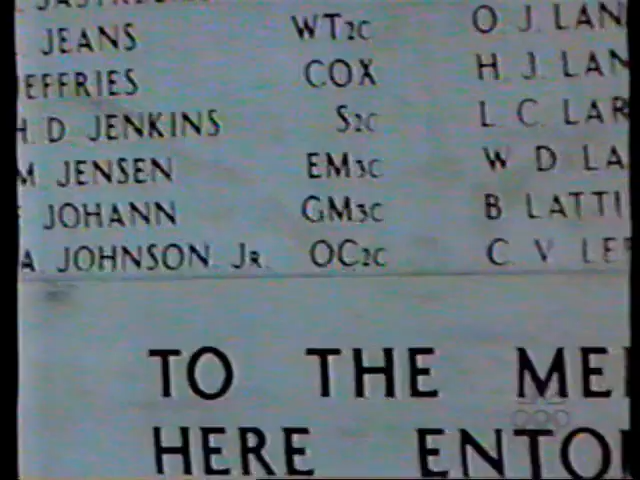 JEANS WT2C O J LAN
EFFRIES COX H J LAN
H. D. JENKINS S2C L C LAR
M JENSEN EM3C W D LA
JOHANN GM3C B LATTI
A. JOHNSON JR. OC2C C V LE
TO THE ME
HERE ENTO